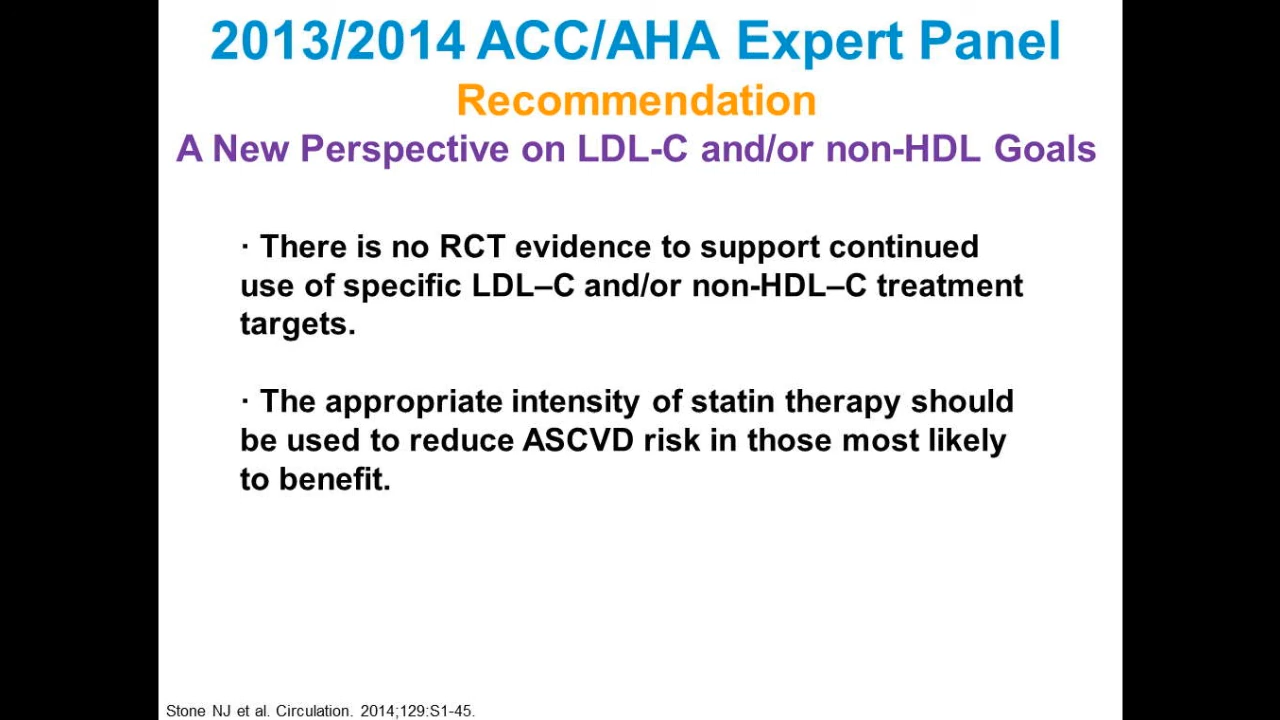 2013/2014 ACC/AHA Expert Panel
Recommendation
A New Perspective on LDL-C and/or non-HDL Goals
· There is no RCT evidence to support continued
use of specific LDL–C and/or non-HDL–C treatment
targets.
· The appropriate intensity of statin therapy should
be used to reduce ASCVD risk in those most likely
to benefit.
Stone NJ et al. Circulation. 2014;129:S1-45.